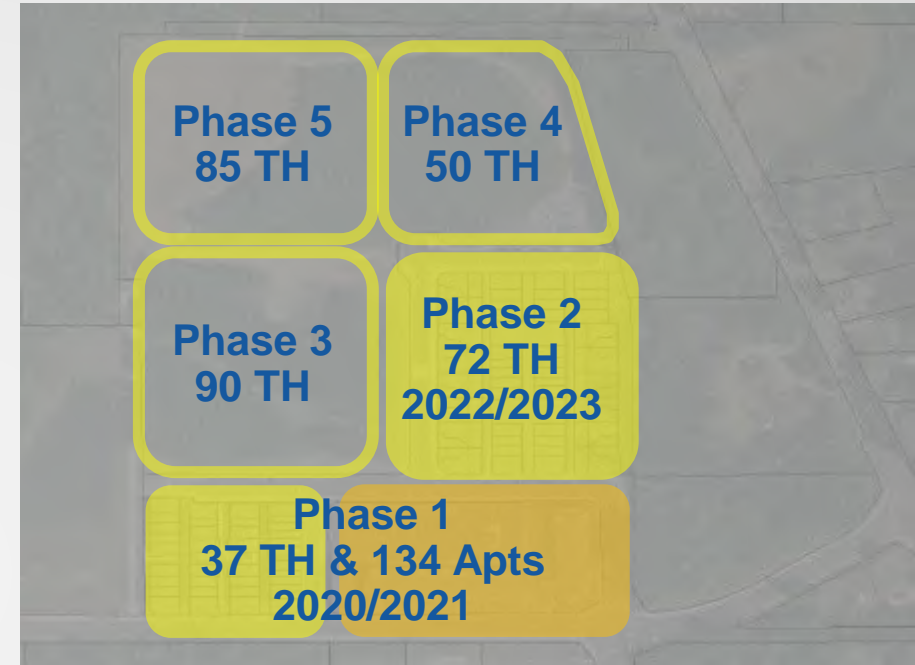 Phase 5
85 TH
Phase 4
50 TH
Phase 3
90 TH
Phase 2
72 TH
2022/2023
Phase 1
37 TH & 134 Apts
2020/2021